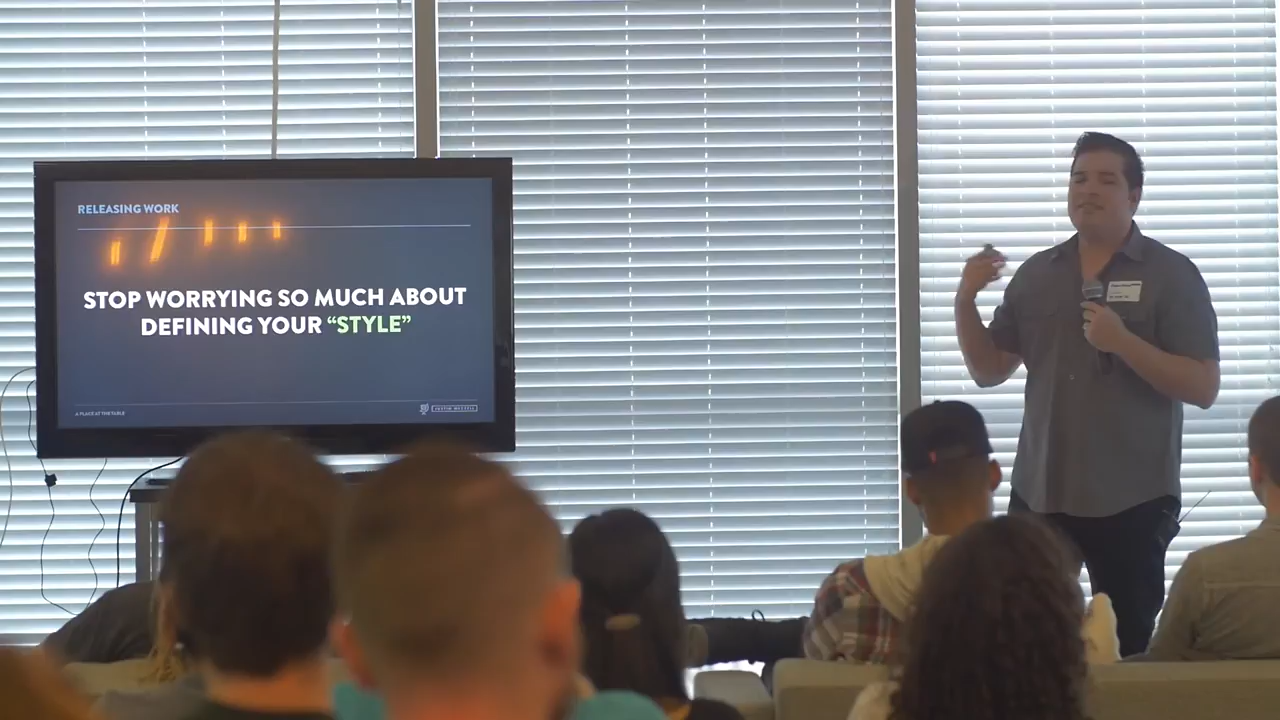 RELEASING WORK
STOP WORRYING SO MUCH ABOUT
DEFINING YOUR “STYLE”
A PLACE AT THE TABLE